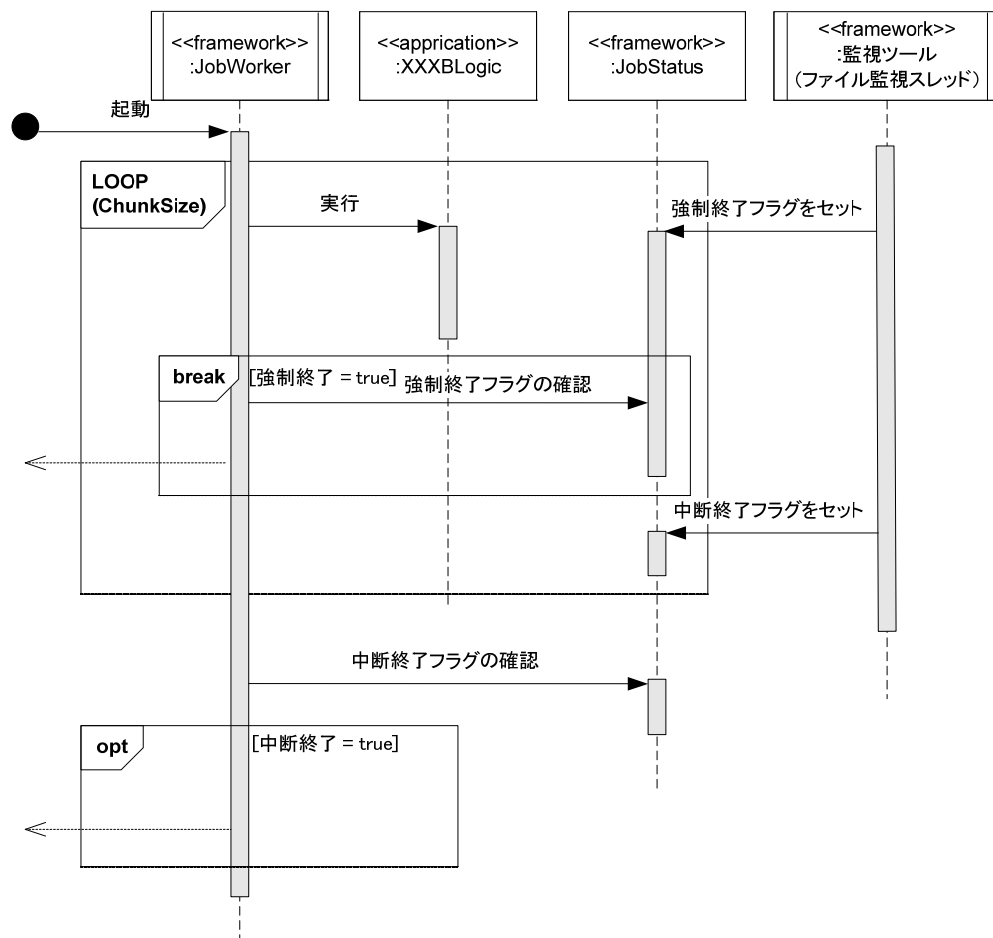 <<framework>>
:JobWorker
<<apprication>>
:XXXBLogic
<<framework>>
:JobStatus
<<framework>>
:監視ツール
(ファイル監視スレッド)
起動
LOOP
(ChunkSize)
実行
強制終了フラグをセット
break
[強制終了 = true]
強制終了フラグの確認
中断終了フラグをセット
中断終了フラグの確認
opt
[中断終了 = true]